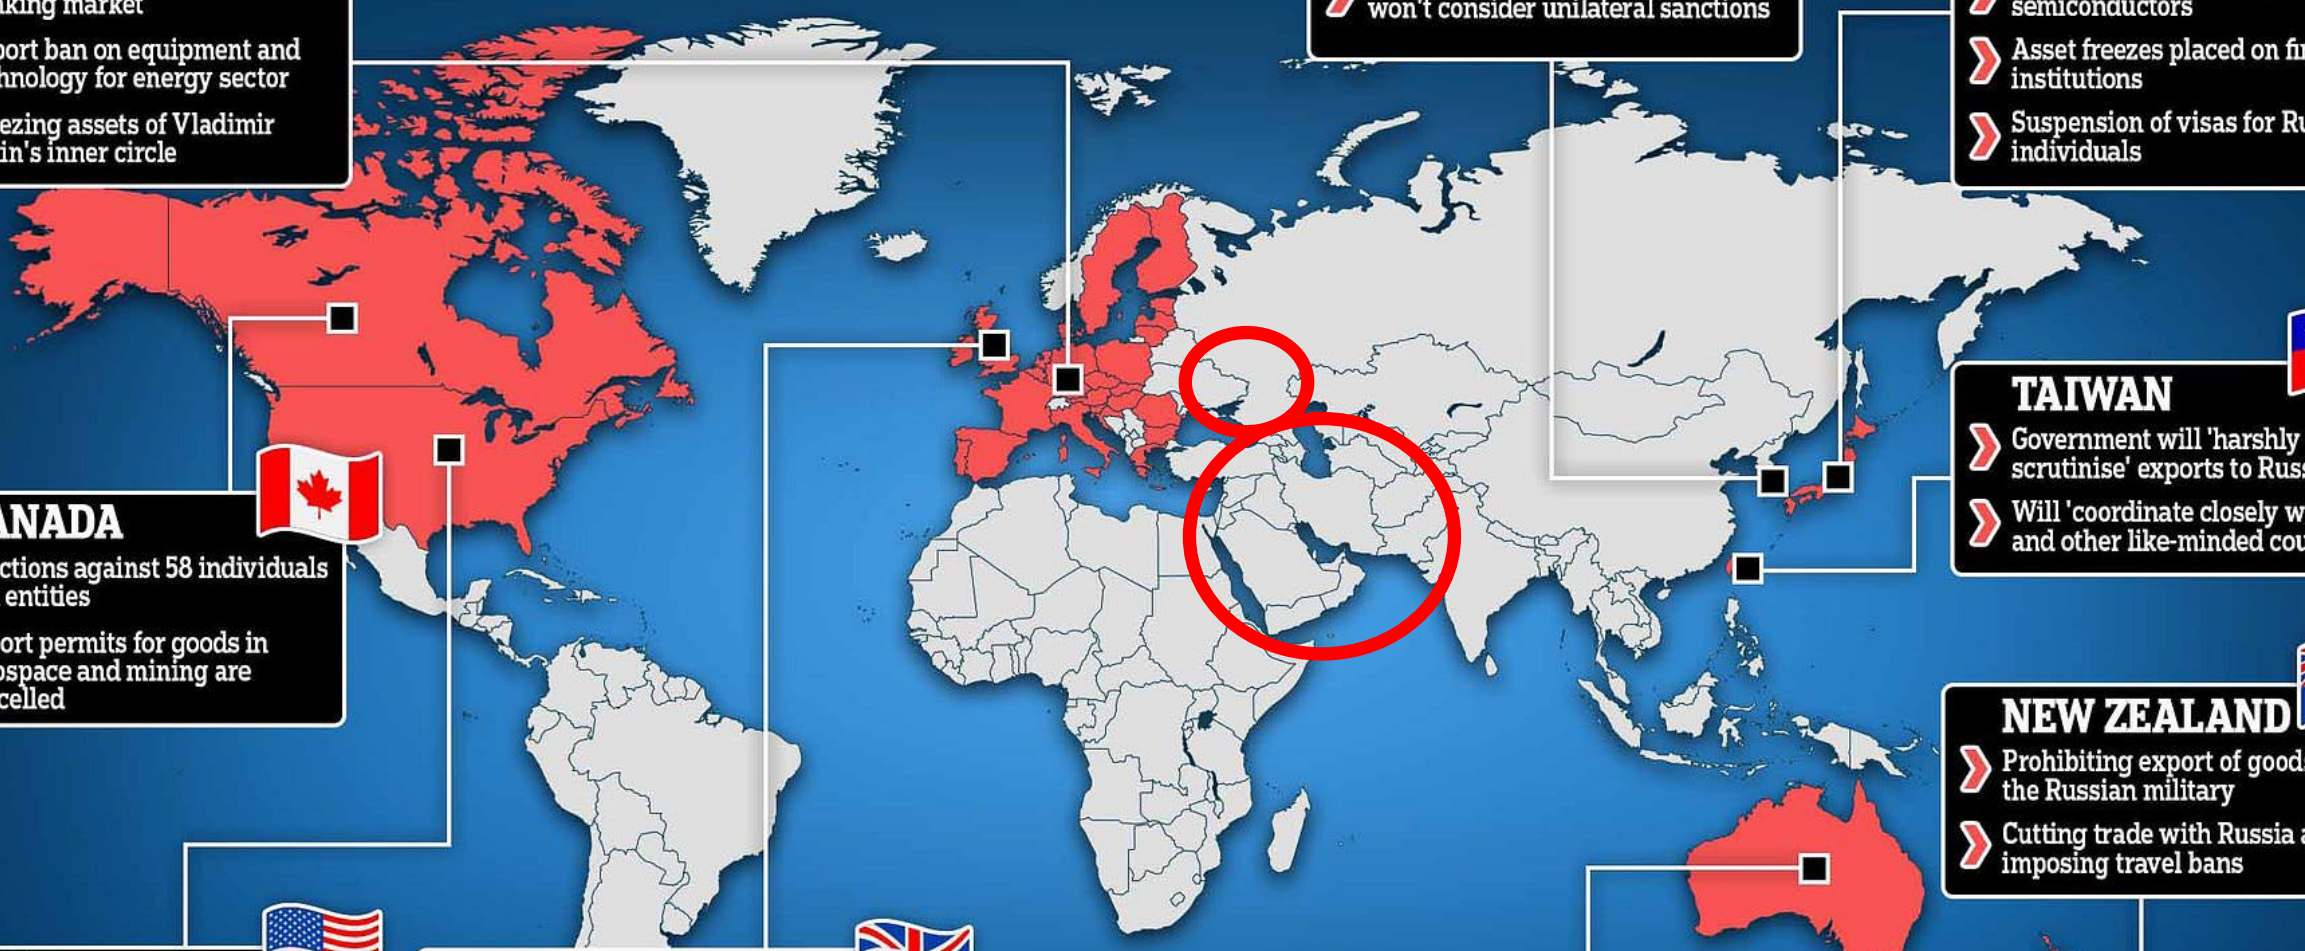 king market
ort ban on equipment and
hnology for energy sector
ezing assets of Vladimir
in's inner circle
won't consider unilateral sanctions
semiconductors
Asset freezes placed on fi
institutions
Suspension of visas for Ru
individuals
ANADA
ctions against 58 individuals
entities
ort permits for goods in
ospace and mining are
celled
TAIWAN
Government will 'harshly
scrutinise' exports to Russ
Will 'coordinate closely w
and other like-minded cou
NEW ZEALAND
Prohibiting export of good
the Russian military
Cutting trade with Russia a
imposing travel bans